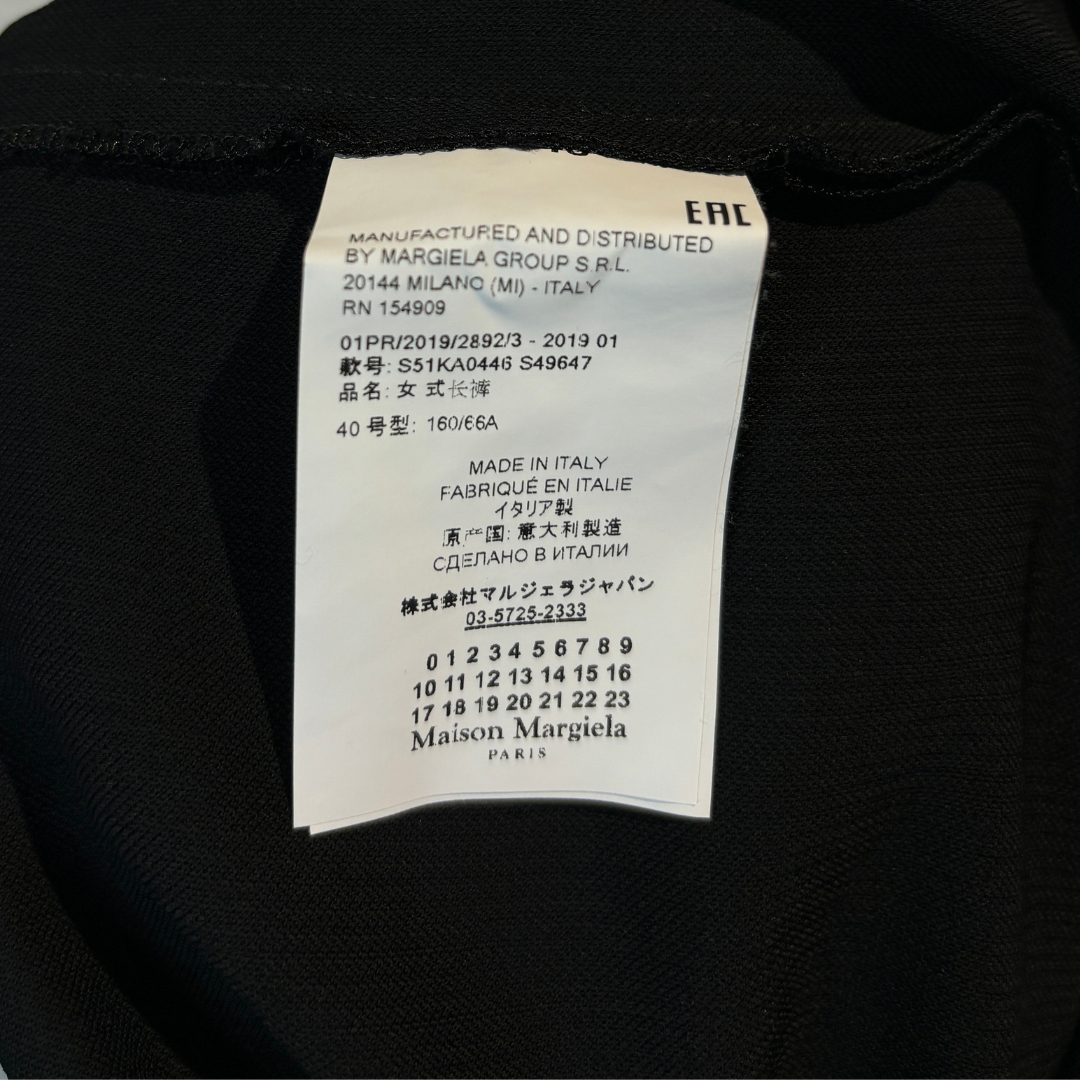 EAC
MANUFACTURED AND DISTRIBUTED
BY MARGIELA GROUP S.R.L.
20144 MILANO (MI) - ITALY
RN 154909
01PR/2019/2892/3 - 2019 01
款号: S51KA0446 S49647
品名: 女式长裤
40 号型: 160/66A
MADE IN ITALY
FABRIQUÉ EN ITALIE
イタリア製
原产国: 意大利製造
СДЕЛАНО В ИТАЛИИ
株式会社マルジェラジャパン
03-5725-2333
0 1 2 3 4 5 6 7 8 9
10 11 12 13 14 15 16
17 18 19 20 21 22 23
Maison Margiela
PARIS